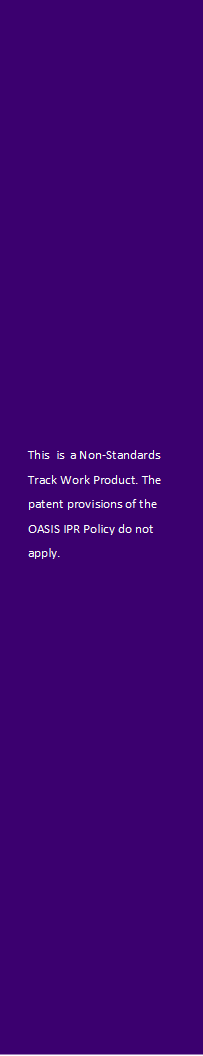 This  is  a Non-Standards
Track Work Product. The
patent provisions of the
OASIS IPR Policy do not
apply.